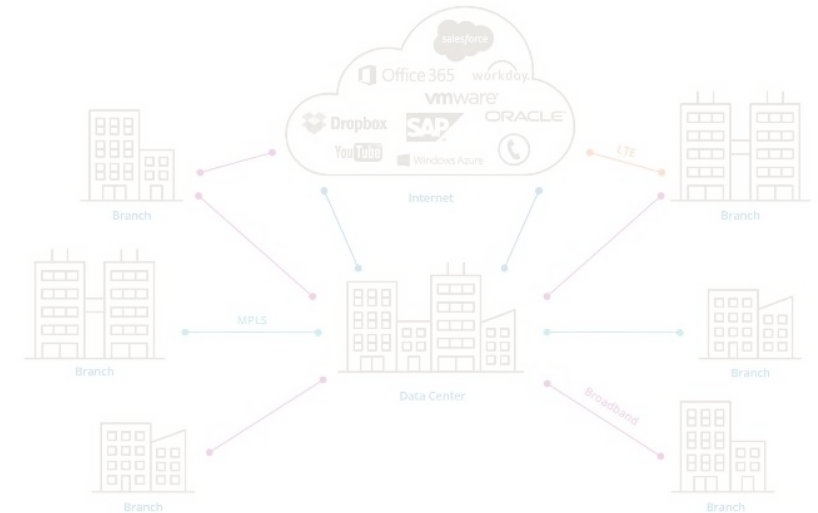 salesforce
Office 365
workday.
vmware
Dropbox
SAP
ORACLE
YouTube
Windows Azure
LTE
Internet
Branch
Branch
MPLS
Branch
Data Center
Branch
Broadband
Branch
Branch